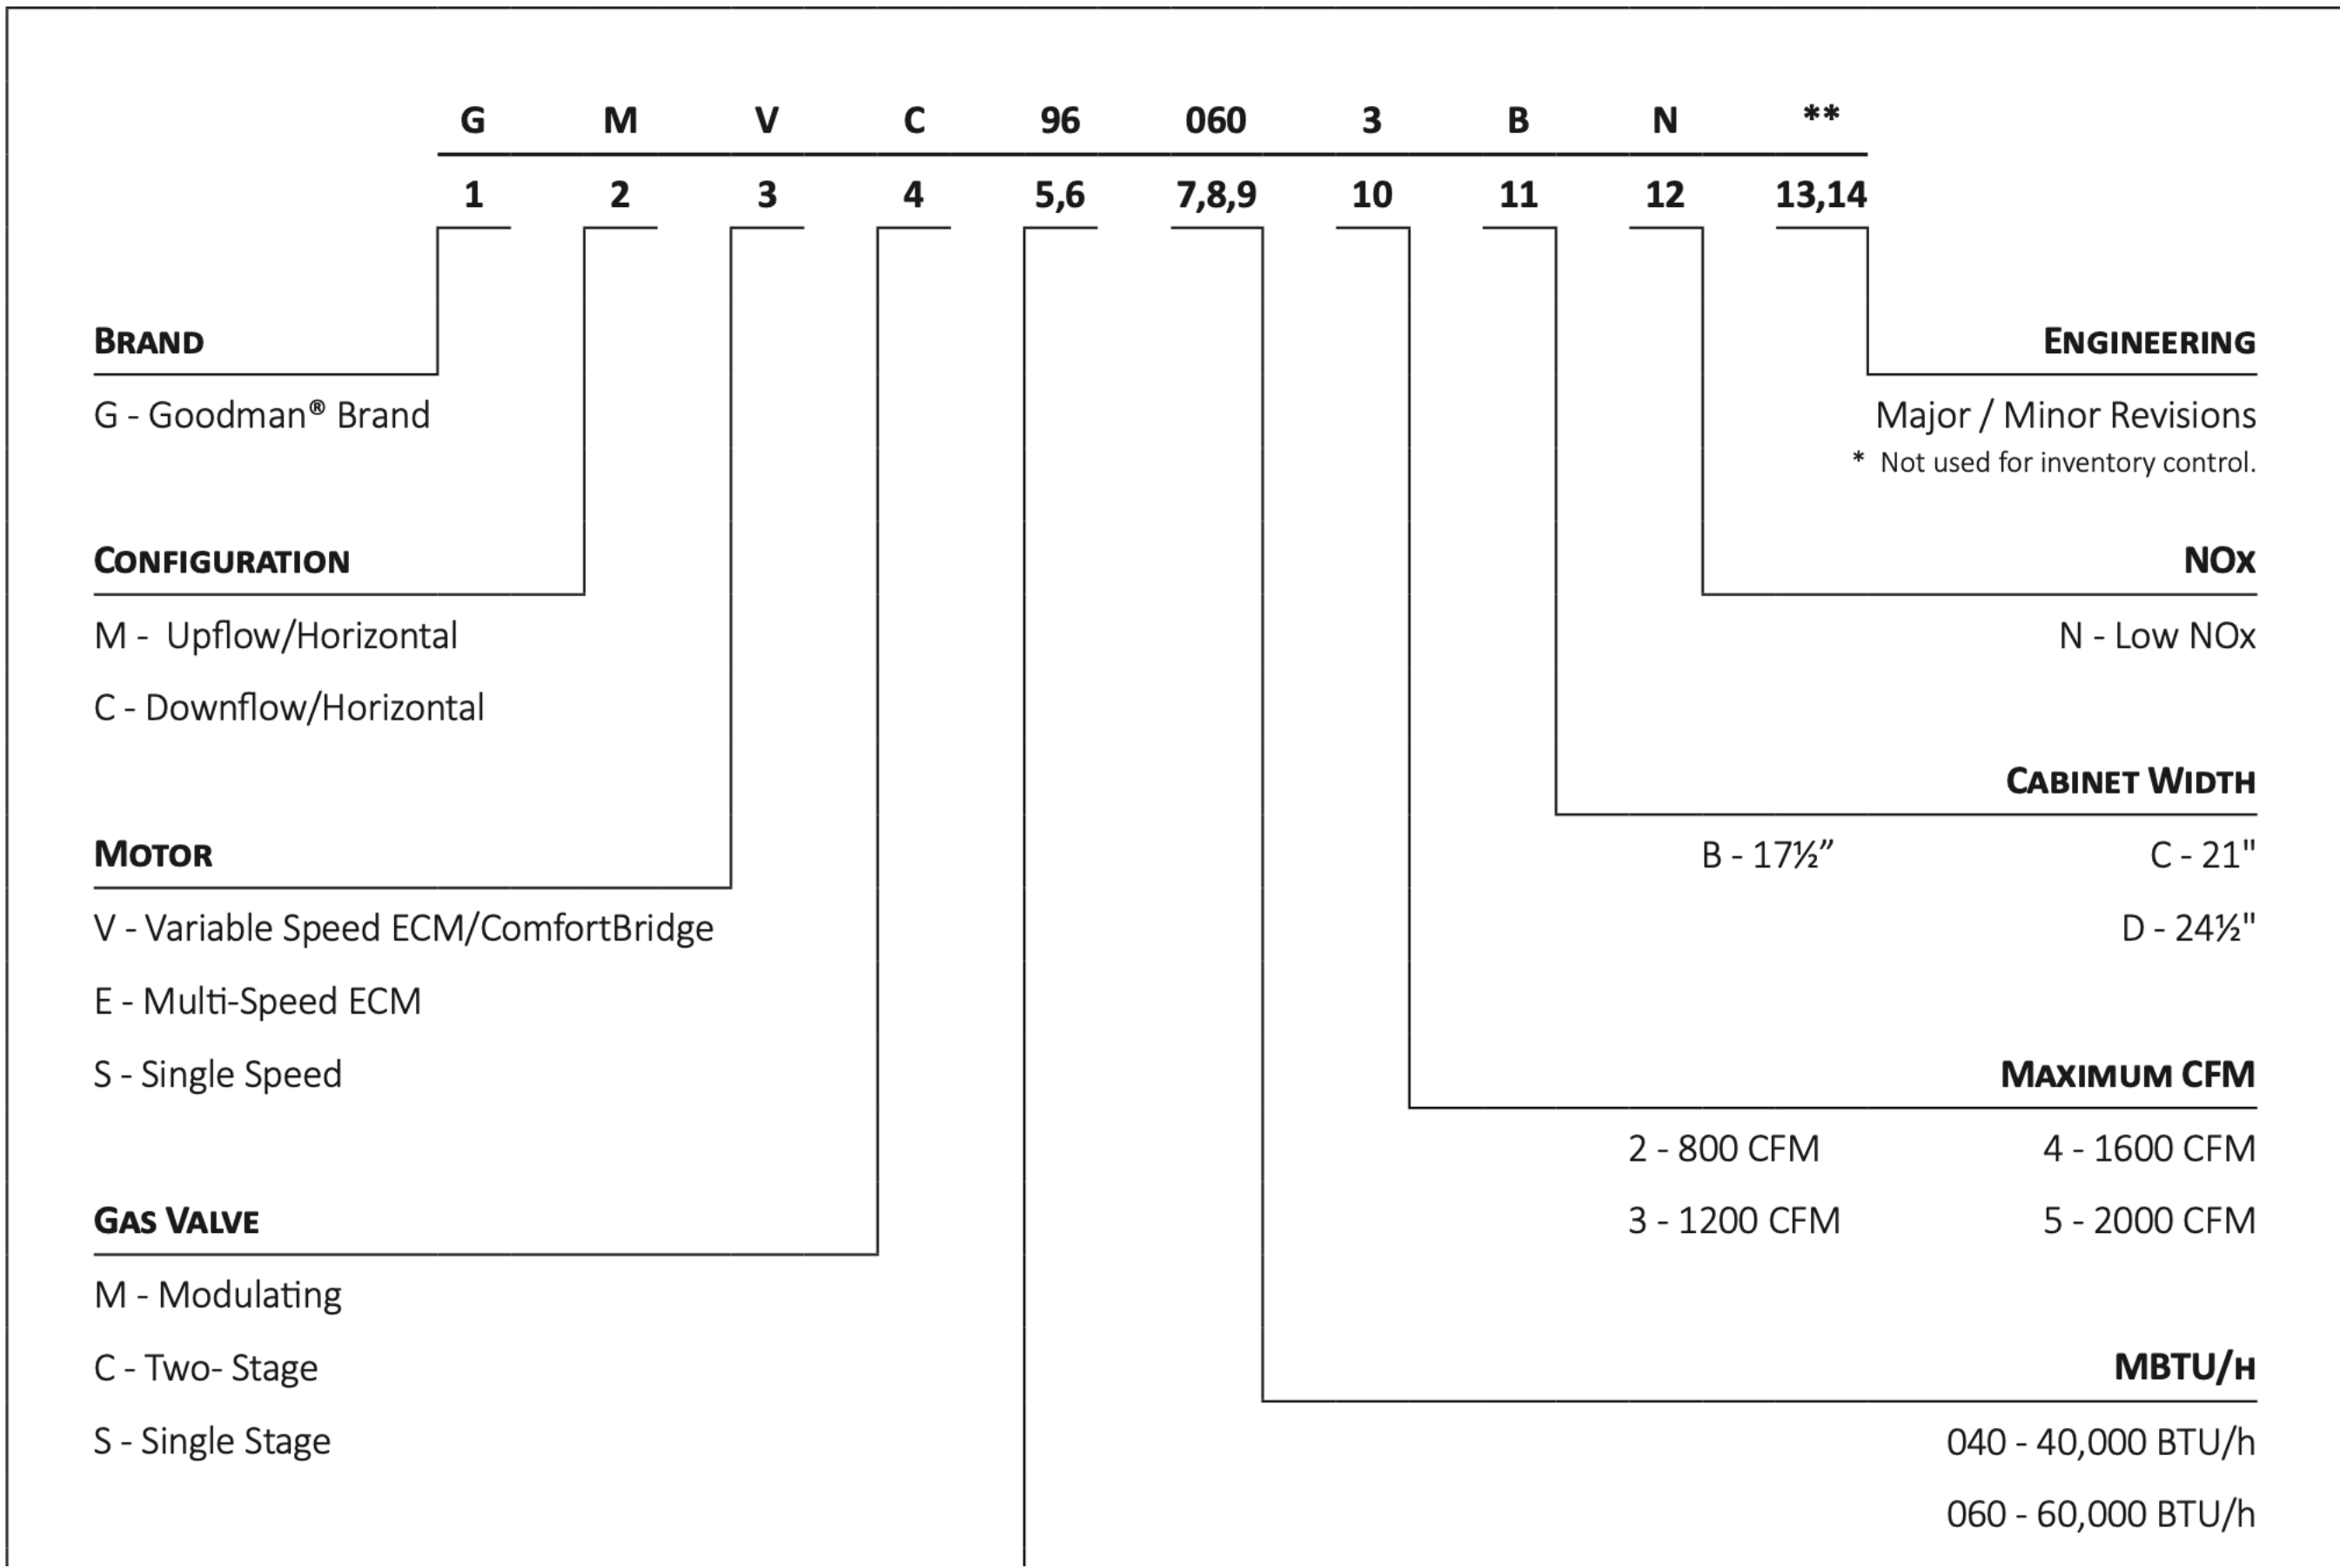 G M V C 96 060 3 B N **
1 2 3 4 5,6 7,8,9 10 11 12 13,14
BRAND
G - Goodman® Brand
CONFIGURATION
M - Upflow/Horizontal
C - Downflow/Horizontal
MOTOR
V - Variable Speed ECM/ComfortBridge
E - Multi-Speed ECM
S - Single Speed
GAS VALVE
M - Modulating
C - Two- Stage
S - Single Stage
ENGINEERING
Major / Minor Revisions
* Not used for inventory control.
NOx
N - Low NOx
CABINET WIDTH
B - 17½” C - 21"
D - 24½"
MAXIMUM CFM
2 - 800 CFM 4 - 1600 CFM
3 - 1200 CFM 5 - 2000 CFM
MBTU/H
040 - 40,000 BTU/h
060 - 60,000 BTU/h